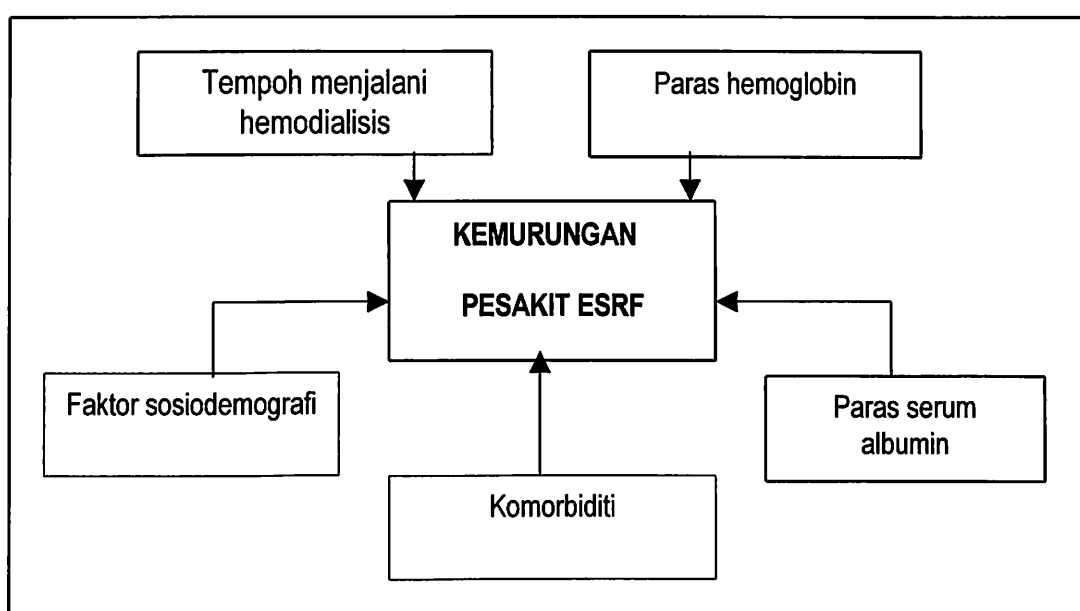 Tempoh menjalani
hemodialisis
Paras hemoglobin
KEMURUNGAN
PESAKIT ESRF
Faktor sosiodemografi
Paras serum
albumin
Komorbiditi